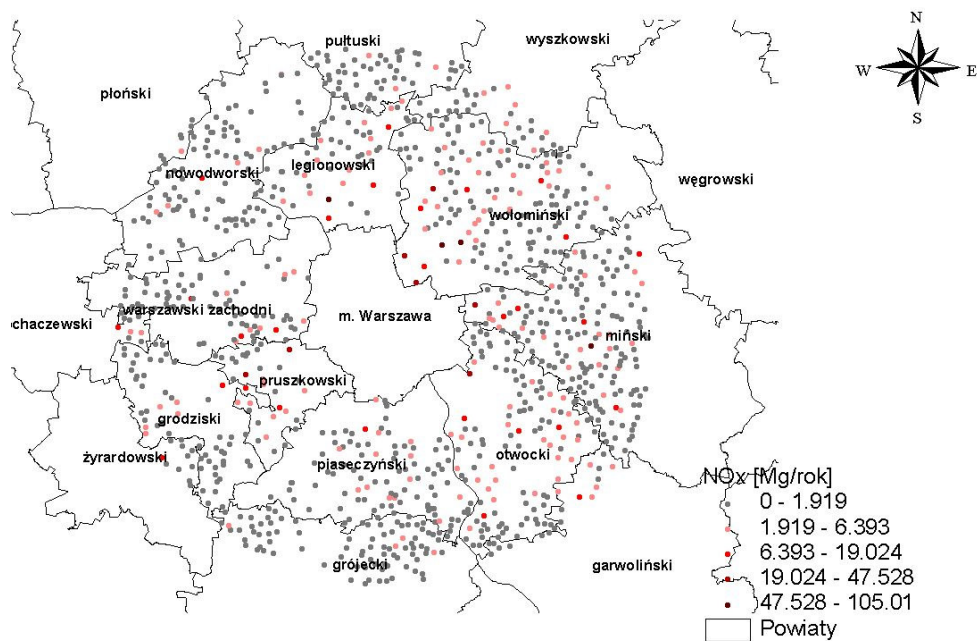 N
W E
S
pułtuski
wyszkowski
płoński
nowodworski
legionowski
węgrowski
wołomiński
warszawski zachodni
ochaczewski
m. Warszawa
miński
pruszkowski
grodziski
żyrardowski
piaseczyński
otwocki
grójecki
garwoliński
NOx [Mg/rok]
0 - 1.919
1.919 - 6.393
6.393 - 19.024
19.024 - 47.528
47.528 - 105.01
Powiaty